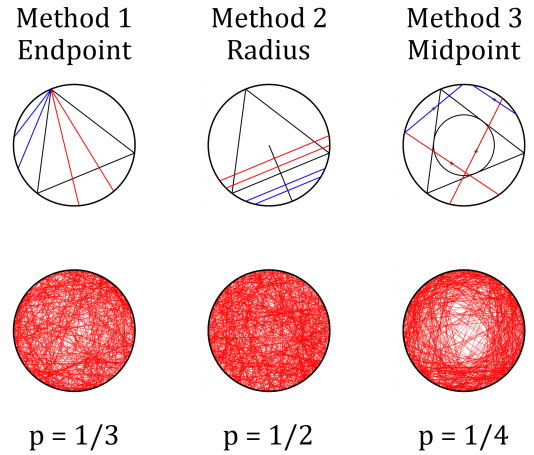 Method 1
Endpoint
Method 2
Radius
Method 3
Midpoint
p = 1/3
p = 1/2
p = 1/4